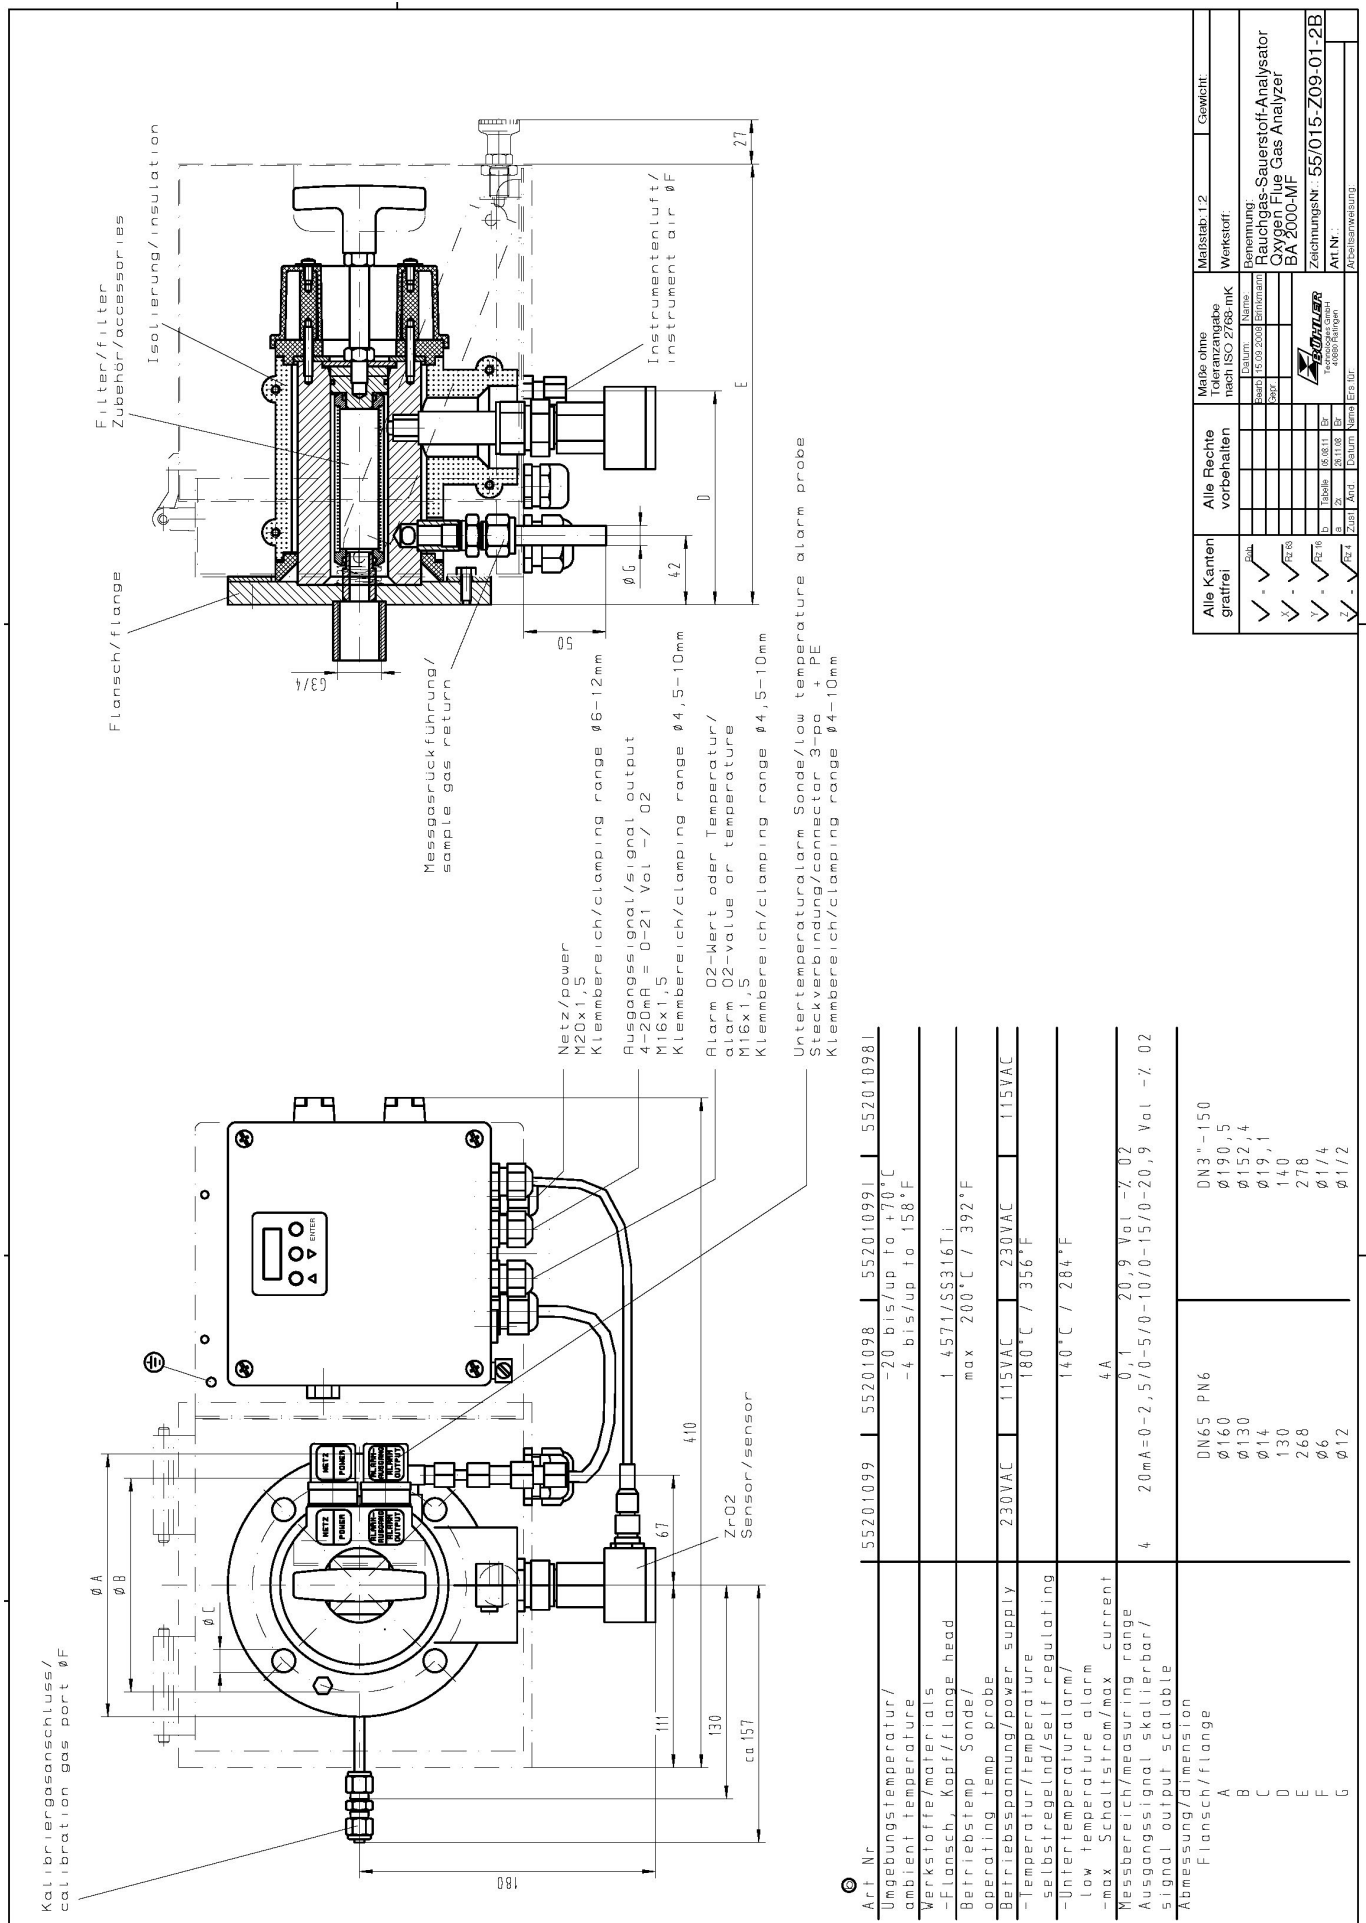 Kalibriergasanschluss/
calibration gas port øF
øA
øB
øC
NETZ
POWER
ALARM-
AUSGANG
ALARM
OUTPUT
NETZ
POWER
ALARM-
AUSGANG
ALARM
OUTPUT
ENTER
180
111
130
ca 157
67
410
ZrO2
Sensor/sensor
Netz/power
M20x1,5
Klemmbereich/clamping range ø6-12mm
Ausgangssignal/signal output
4-20mA = 0-21 Vol -/ O2
M16x1,5
Klemmbereich/clamping range ø4,5-10mm
Alarm O2-Wert oder Temperatur/
alarm O2-value or temperature
M16x1,5
Klemmbereich/clamping range ø4,5-10mm
Untertemperaturalarm Sonde/low temperature alarm probe
Steckverbindung/connector 3-po + PE
Klemmbereich/clamping range ø4-10mm
Flansch/flange
Filter/filter
Zubehör/accessories
Isolierung/insulation
Messgasrückführung/
sample gas return
Instrumentenluft/
instrument air øF
G3/4
50
øG
42
D
E
27
Art Nr 55201099 55201098 55201099I 55201098I
Umgebungstemperatur/ -20 bis/up to +70°C
ambient temperature -4 bis/up to 158°F
Werkstoffe/materials
-Flansch, Kopf/flange head 1 4571/SS316Ti
Betriebstemp Sonde/ max 200°C / 392°F
operating temp probe
Betriebsspannung/power supply 230VAC 115VAC 230VAC 115VAC
-Temperatur/temperature 180°C / 356°F
selbstregelnd/self regulating
-Untertemperaturalarm/ 140°C / 284°F
low temperature alarm
-max Schaltstrom/max current 4A
Messbereich/measuring range 0,1 20,9 Vol -% O2
Ausgangssignal skalierbar/ 4 20mA=0-2,5/0-5/0-10/0-15/0-20,9 Vol -% O2
signal output scalable
Abmessung/dimension
Flansch/flange DN65 PN6 DN3"-150
A ø160 ø190,5
B ø130 ø152,4
C ø14 ø19,1
D 130 140
E 268 278
F ø6 ø1/4
G ø12 ø1/2
Alle Kanten
gratfrei
Alle Rechte
vorbehalten
Maße ohne
Toleranzangabe
nach ISO 2768-mK
Maßstab: 1:2
Gewicht:
Werkstoff:
Roh
X Rz 63
Y Rz 16
Z Rz 4
b Tabelle 05.08.11 Br
a 2x 26.11.08 Br
Zust. Änd. Datum Name
Datum: Name:
Bearb. 15.09.2008 Brinkmann
Gepr.
BÜHLER
Technologies GmbH
40880 Ratingen
Ers.für:
Benennung:
Rauchgas-Sauerstoff-Analysator
Oxygen Flue Gas Analyzer
BA 2000-MF
ZeichnungsNr.: 55/015-Z09-01-2B
Art.Nr.:
Arbeitsanweisung: